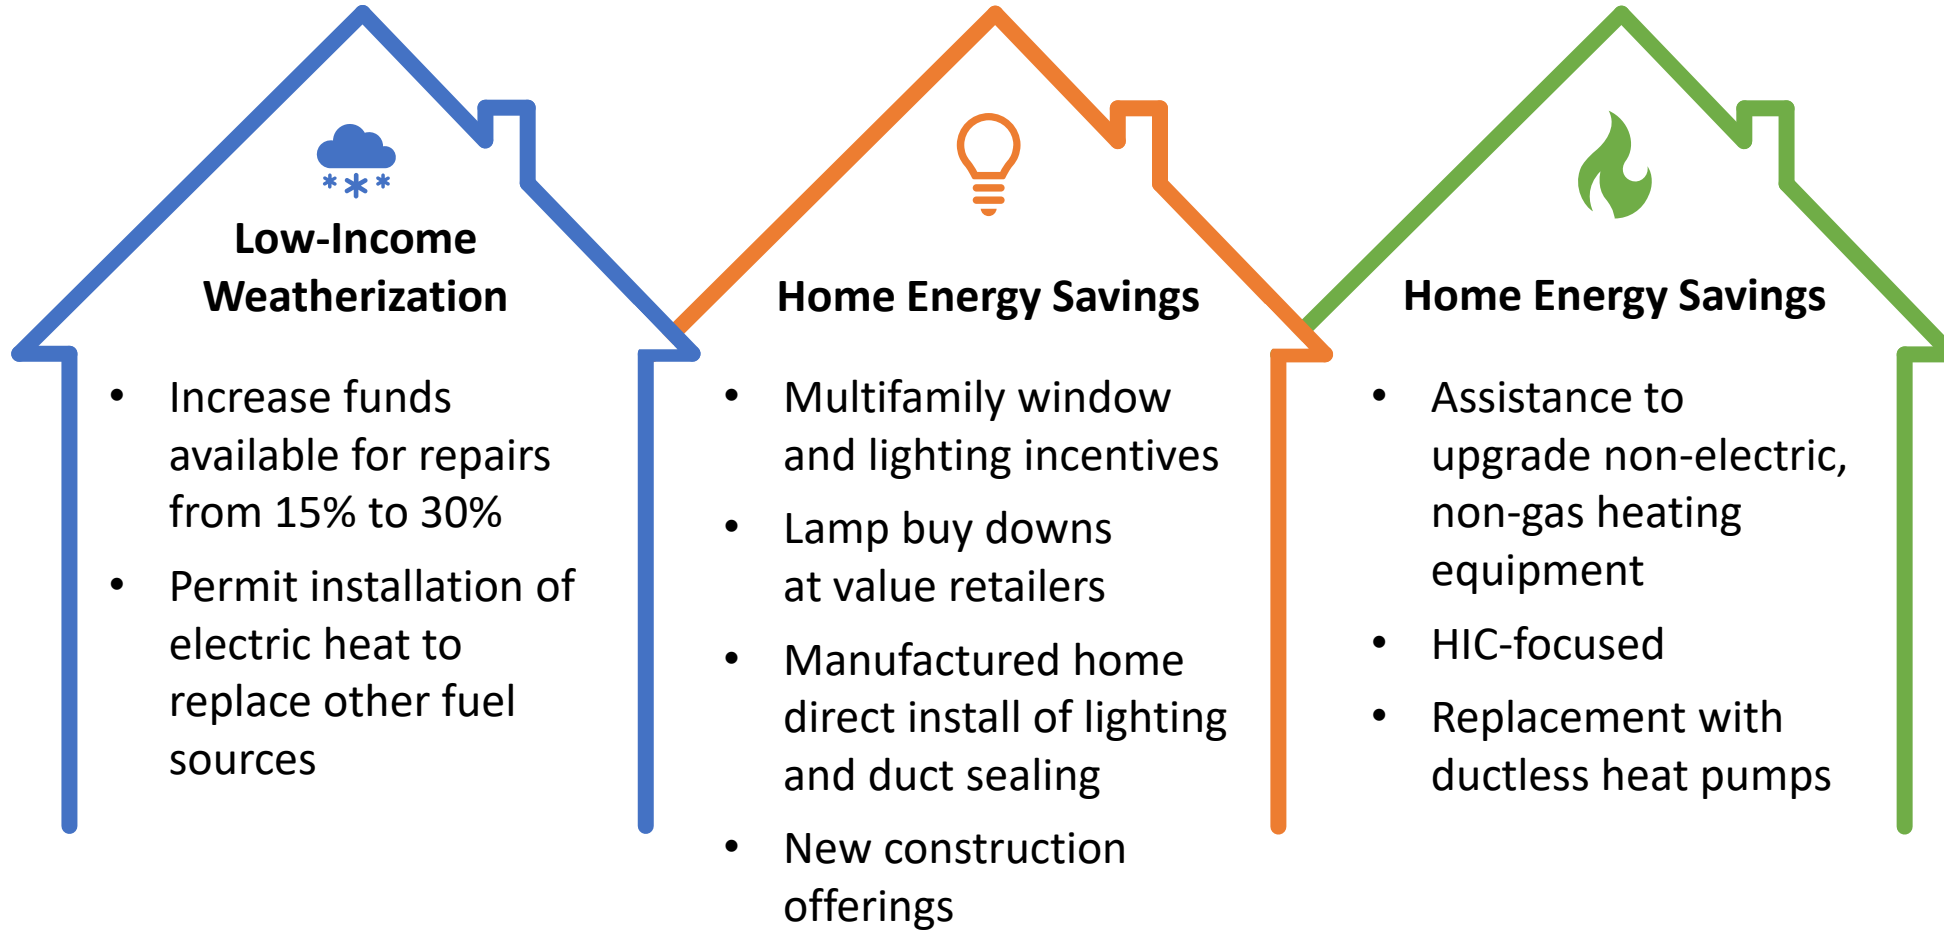 Low-Income
Weatherization
• Increase funds
available for repairs
from 15% to 30%
• Permit installation of
electric heat to
replace other fuel
sources
Home Energy Savings
• Multifamily window
and lighting incentives
• Lamp buy downs
at value retailers
• Manufactured home
direct install of lighting
and duct sealing
• New construction
offerings
Home Energy Savings
• Assistance to
upgrade non-electric,
non-gas heating
equipment
• HIC-focused
• Replacement with
ductless heat pumps